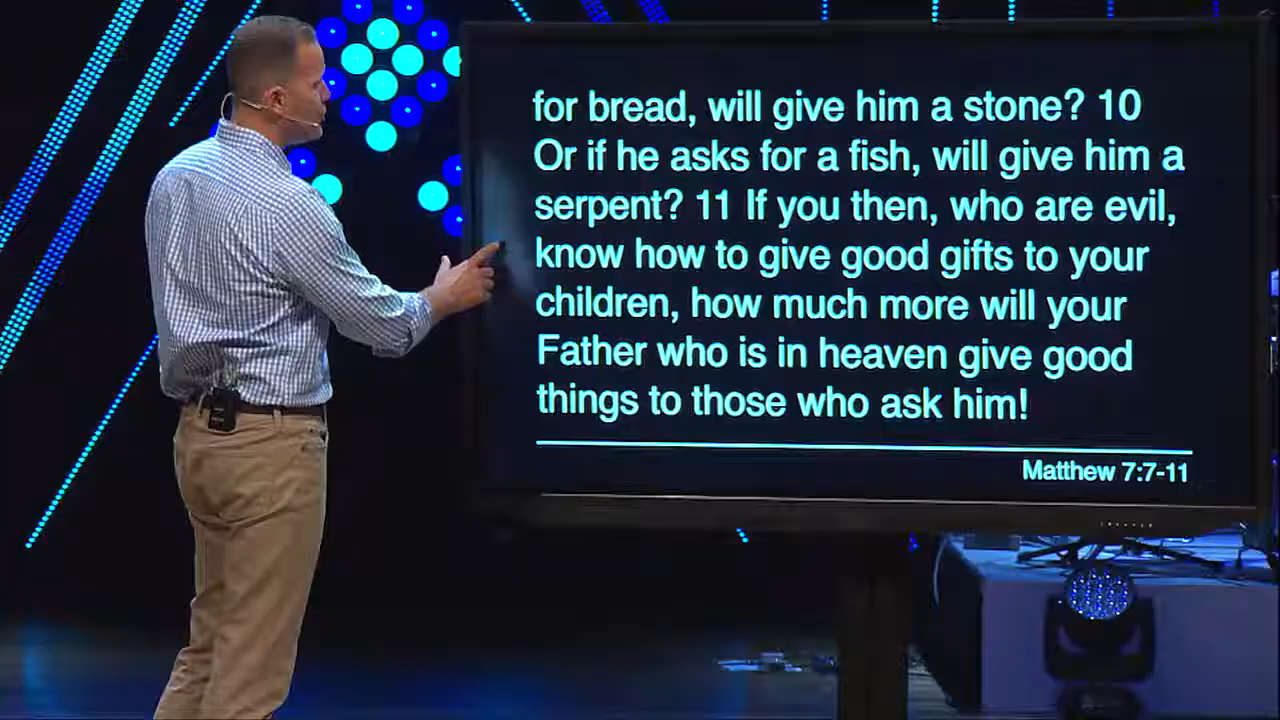 for bread, will give him a stone? 10
Or if he asks for a fish, will give him a
serpent? 11 If you then, who are evil,
know how to give good gifts to your
children, how much more will your
Father who is in heaven give good
things to those who ask him!
Matthew 7:7-11